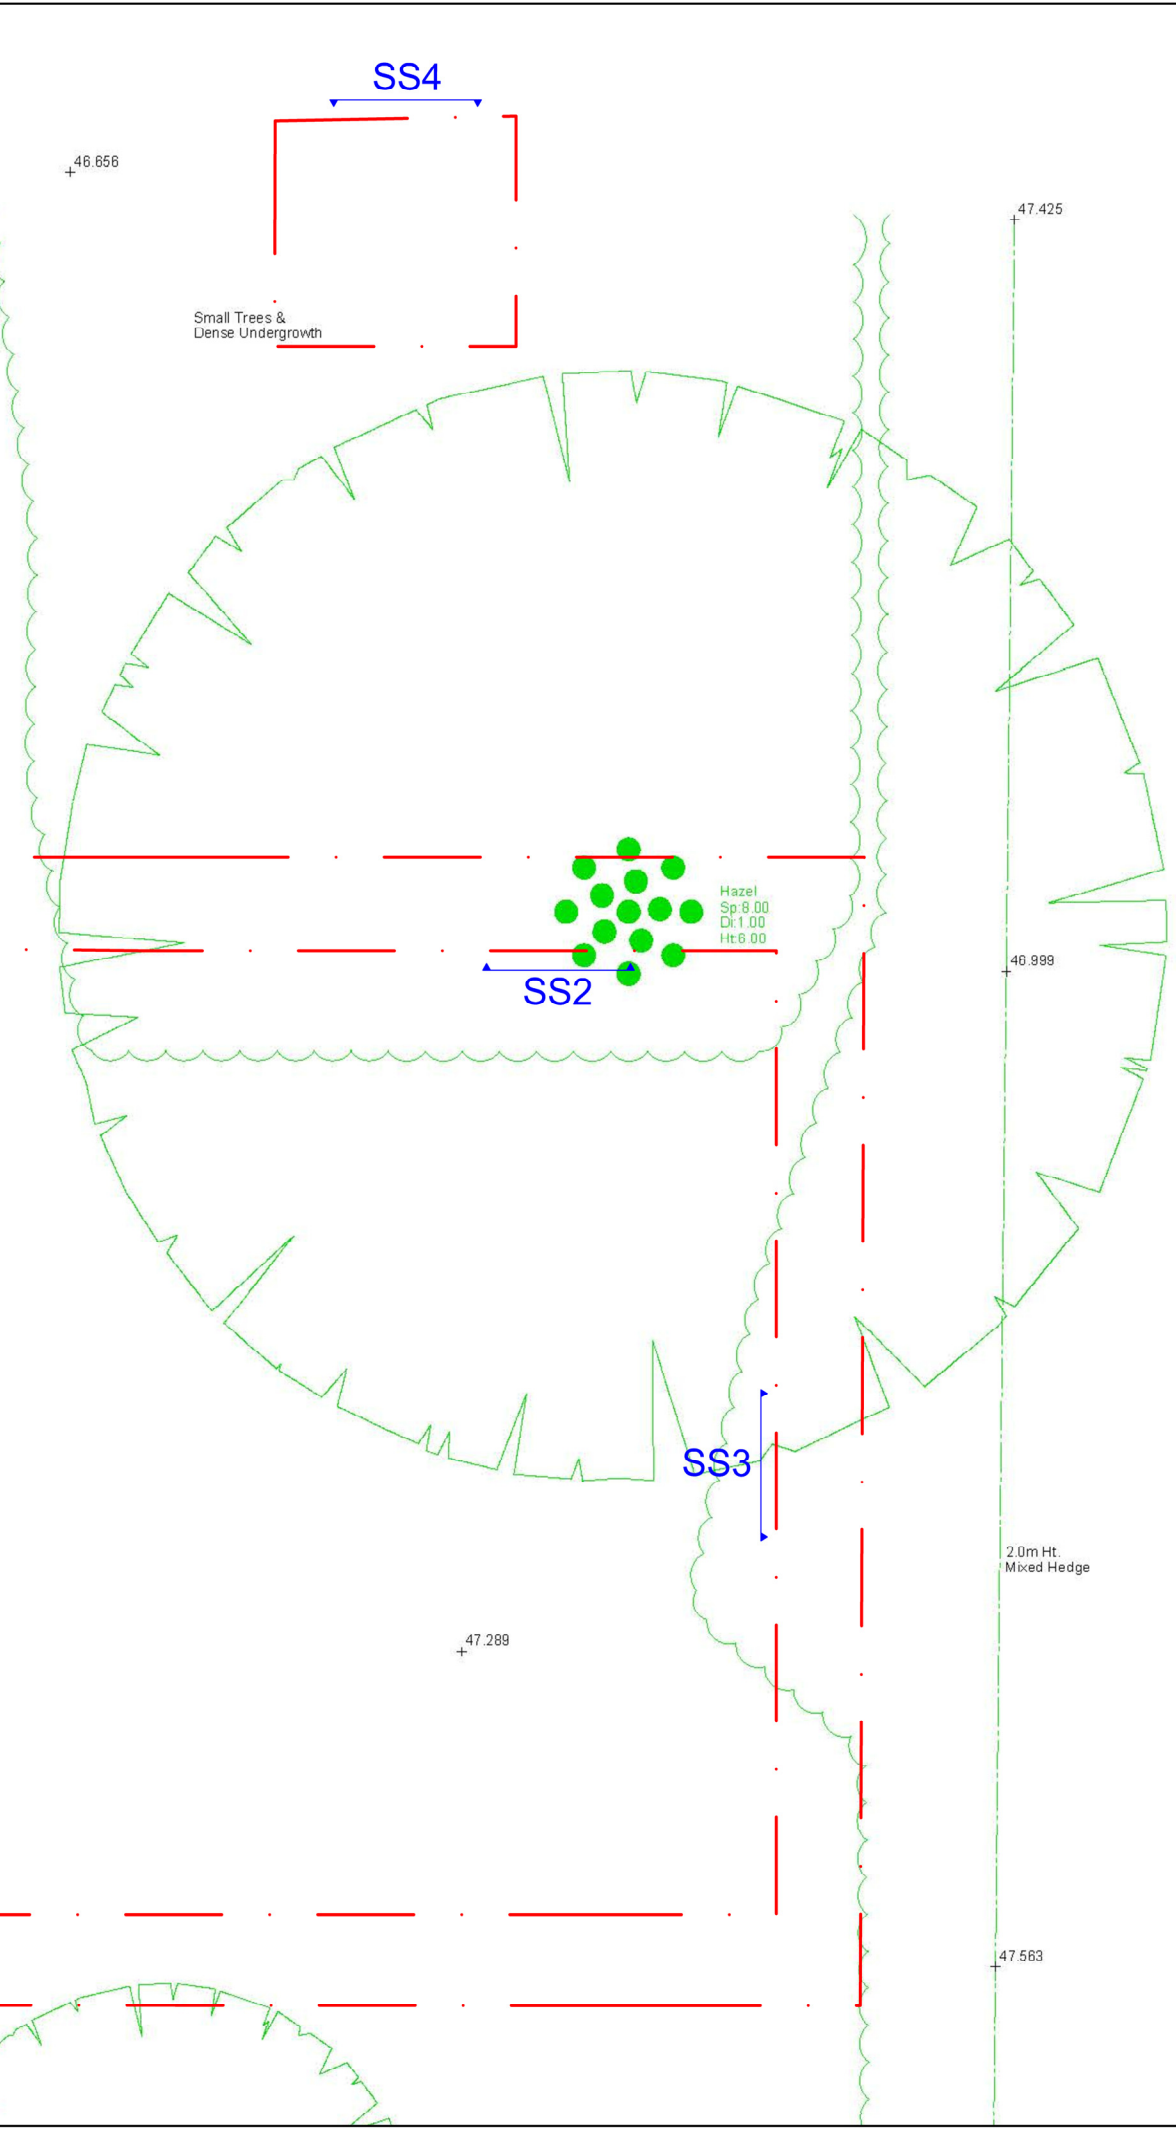 SS4
46.656
47.425
Small Trees &
Dense Undergrowth
Hazel
Sp:8.00
Di:1.00
Ht:6.00
46.999
SS2
SS3
2.0m Ht.
Mixed Hedge
47.289
47.563